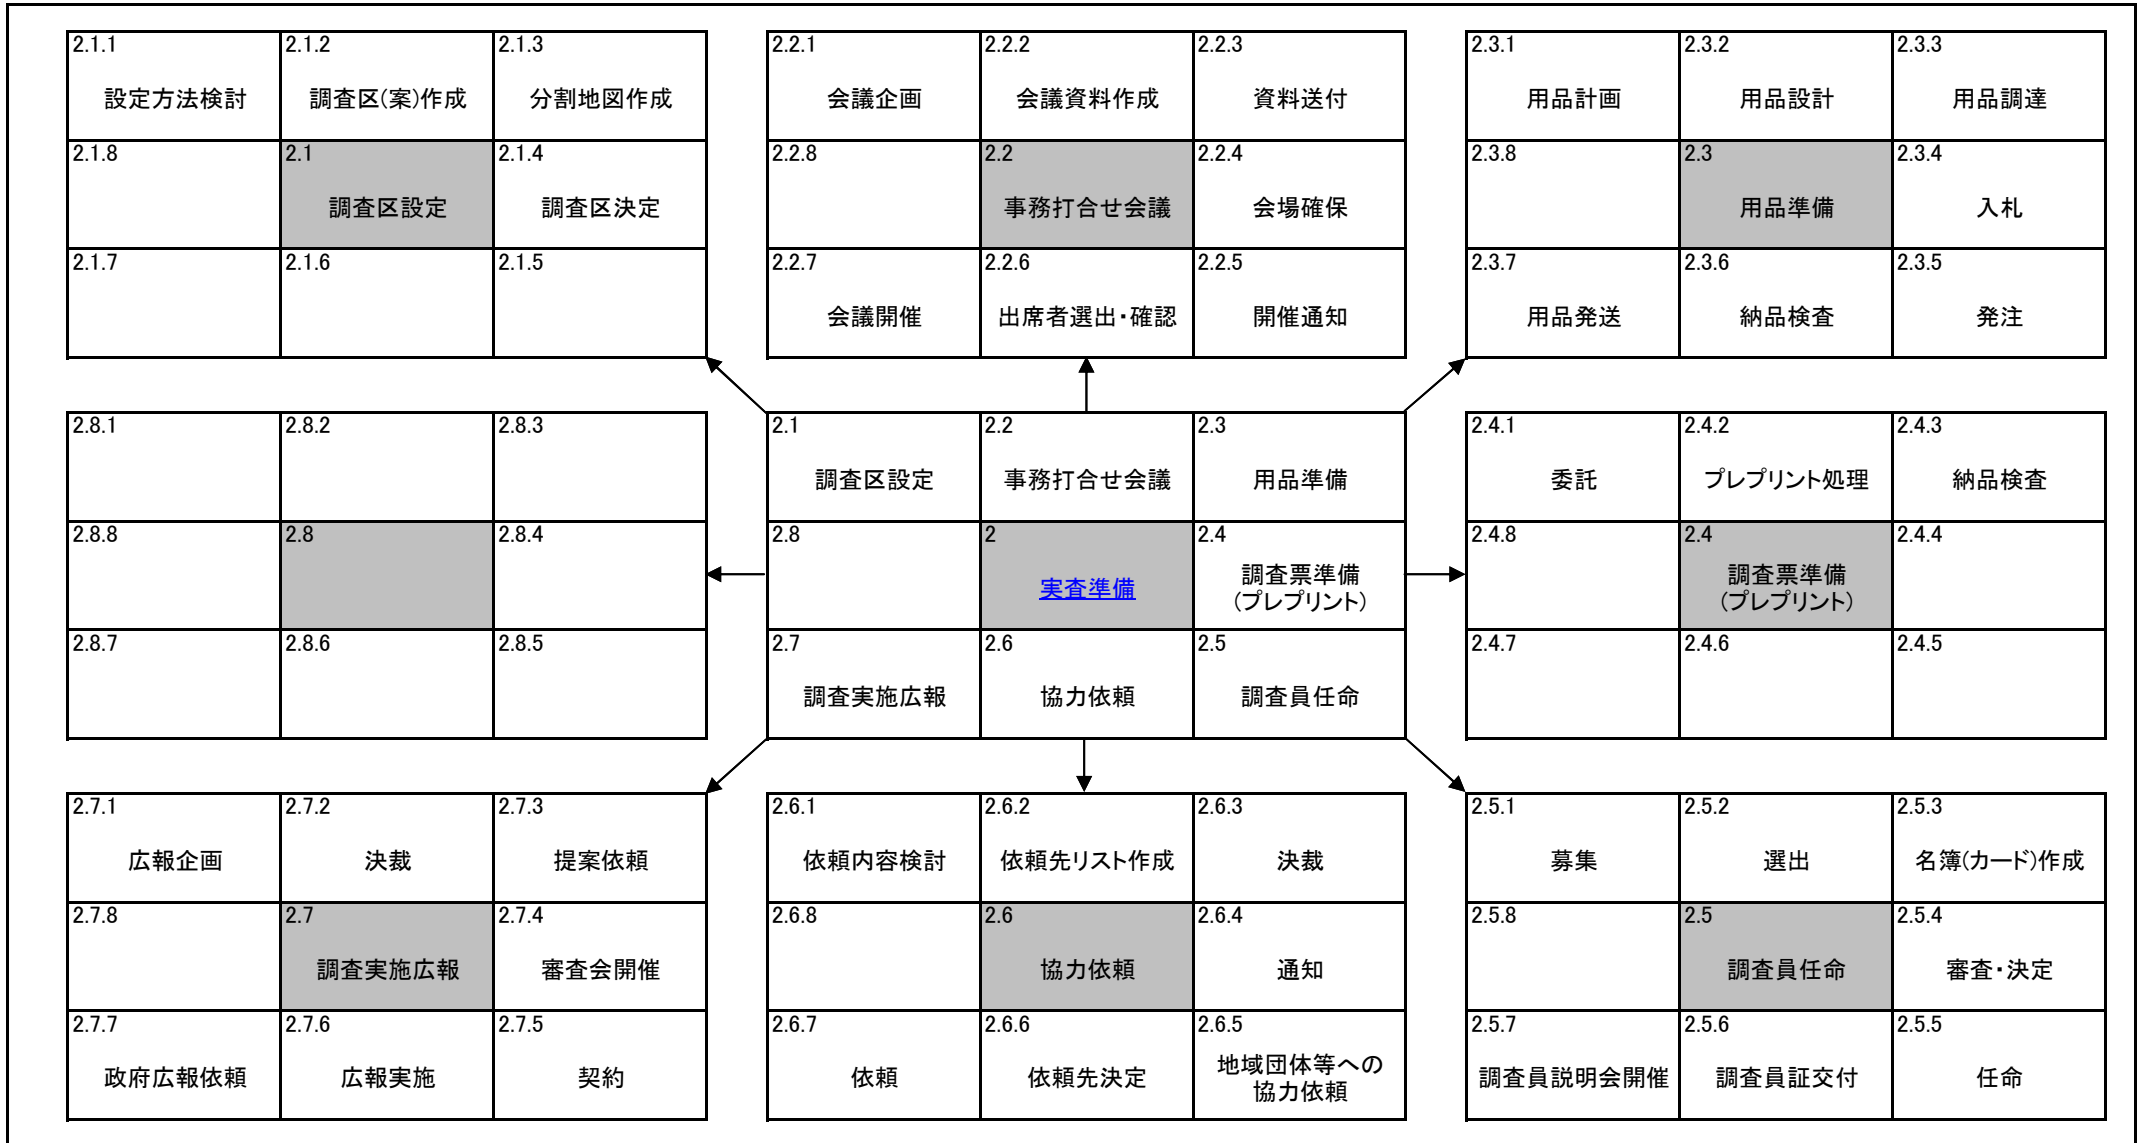 2.1.1
設定方法検討
2.1.2
調査区(案)作成
2.1.3
分割地図作成
2.1.8
2.1
調査区設定
2.1.4
調査区決定
2.1.7
2.1.6
2.1.5
2.2.1
会議企画
2.2.2
会議資料作成
2.2.3
資料送付
2.2.8
2.2
事務打合せ会議
2.2.4
会場確保
2.2.7
会議開催
2.2.6
出席者選出・確認
2.2.5
開催通知
2.3.1
用品計画
2.3.2
用品設計
2.3.3
用品調達
2.3.8
2.3
用品準備
2.3.4
入札
2.3.7
用品発送
2.3.6
納品検査
2.3.5
発注
2.8.1
2.8.2
2.8.3
2.8.8
2.8
2.8.4
2.8.7
2.8.6
2.8.5
2.1
調査区設定
2.2
事務打合せ会議
2.3
用品準備
2.8
2
実査準備
2.4
調査票準備
(プレプリント)
2.7
調査実施広報
2.6
協力依頼
2.5
調査員任命
2.4.1
委託
2.4.2
プレプリント処理
2.4.3
納品検査
2.4.8
2.4
調査票準備
(プレプリント)
2.4.4
2.4.7
2.4.6
2.4.5
2.7.1
広報企画
2.7.2
決裁
2.7.3
提案依頼
2.7.8
2.7
調査実施広報
2.7.4
審査会開催
2.7.7
政府広報依頼
2.7.6
広報実施
2.7.5
契約
2.6.1
依頼内容検討
2.6.2
依頼先リスト作成
2.6.3
決裁
2.6.8
2.6
協力依頼
2.6.4
通知
2.6.7
依頼
2.6.6
依頼先決定
2.6.5
地域団体等への
協力依頼
2.5.1
募集
2.5.2
選出
2.5.3
名簿(カード)作成
2.5.8
2.5
調査員任命
2.5.4
審査・決定
2.5.7
調査員説明会開催
2.5.6
調査員証交付
2.5.5
任命